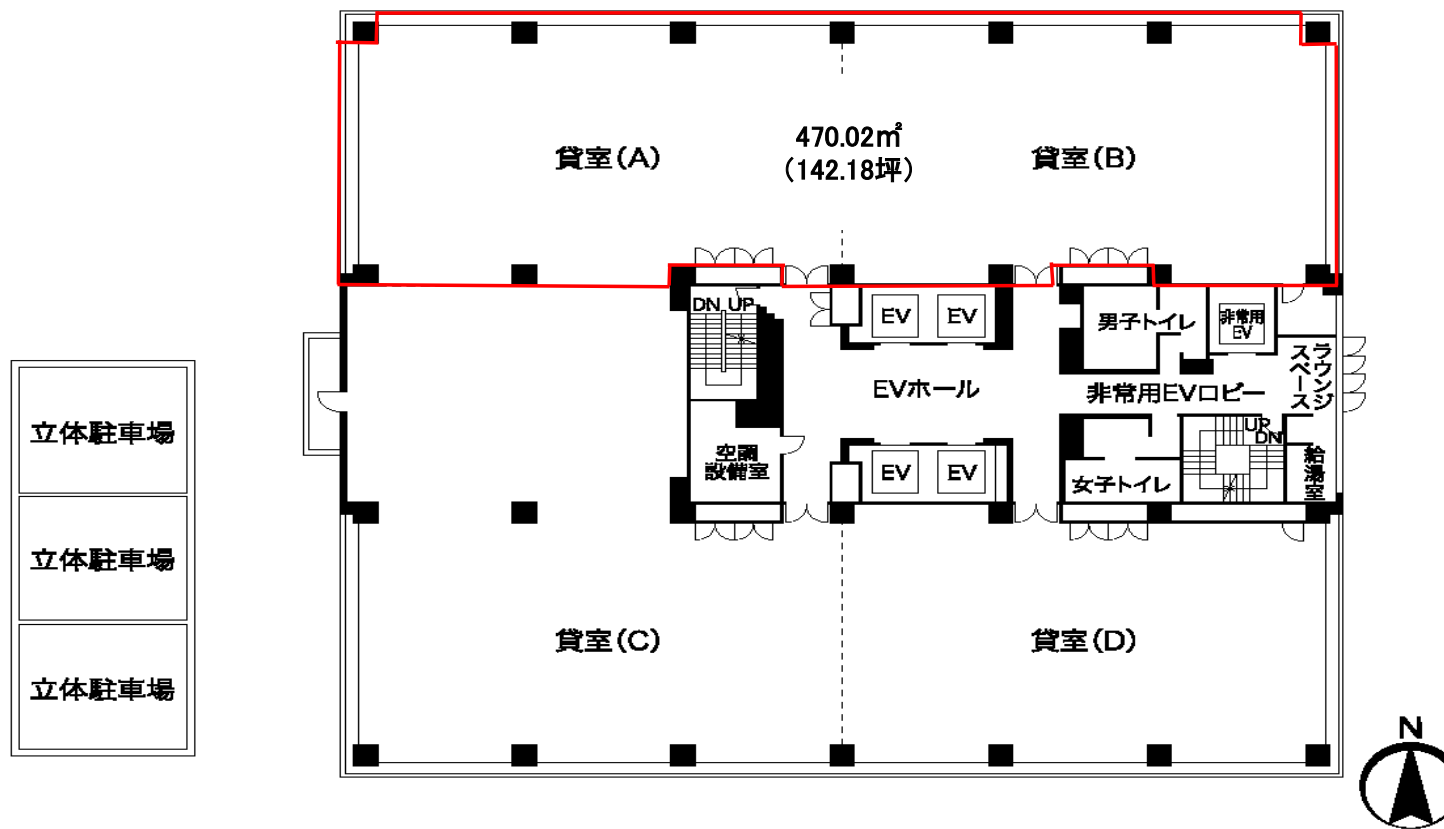 貸室(A)
470.02㎡
(142.18坪)
貸室(B)
DN UP
EV
EV
男子トイレ
非常用
EV
ラウンジ
スペース
EVホール
非常用EVロビー
立体駐車場
空調
設備室
EV
EV
女子トイレ
UP
DN
給湯室
立体駐車場
貸室(C)
貸室(D)
立体駐車場
N